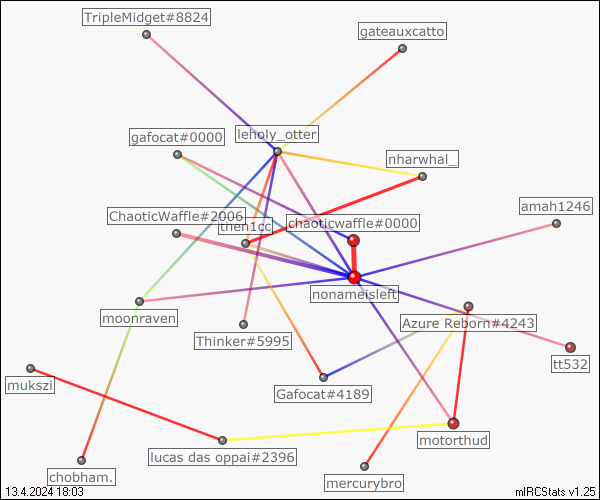 TripleMidget#8824
gateauxcatto
leholy_otter
gafocat#0000
nharwhal_
amah1246
ChaoticWaffle#2006
chaoticwaffle#0000
then1cc
nonameisleft
moonraven
Azure Reborn#4243
Thinker#5995
tt532
mukszi
Gafocat#4189
motorthud
lucas das oppai#2396
chobham.
mercurybro
13.4.2024 18:03
mIRCStats v1.25